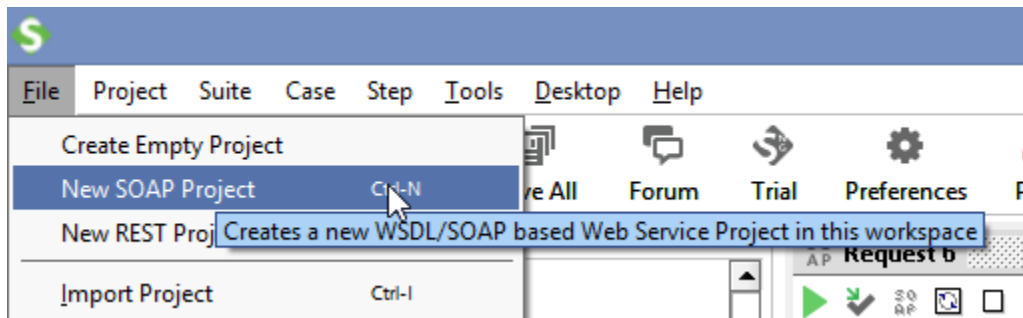 File Project Suite Case Step Tools Desktop Help
Create Empty Project
ve All Forum Trial Preferences
New SOAP Project Ctrl-N
New REST Proj
Creates a new WSDL/SOAP based Web Service Project in this workspace
Request 6
Import Project Ctrl-I